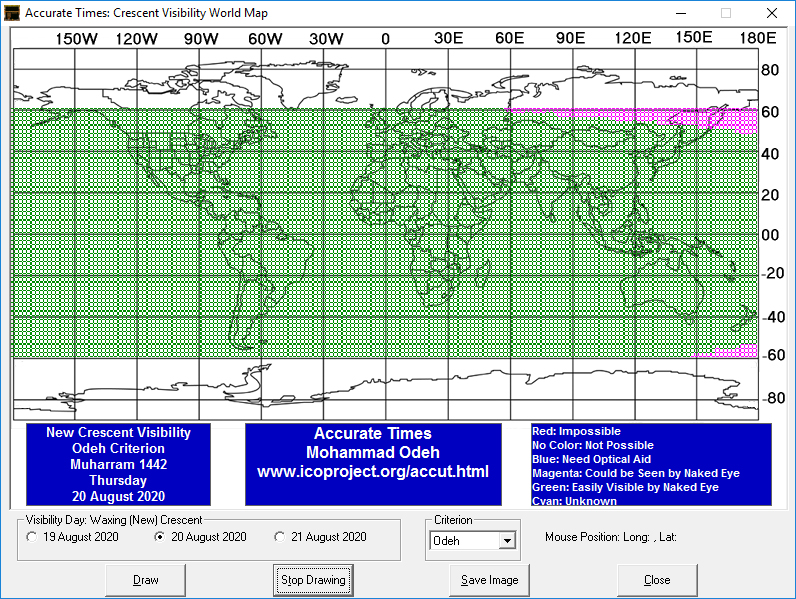 Accurate Times: Crescent Visibility World Map
150W 120W 90W 60W 30W 0 30E 60E 90E 120E 150E 180E
80
60
40
20
00
-20
-40
-60
-80
New Crescent Visibility
Odeh Criterion
Muharram 1442
Thursday
20 August 2020
Accurate Times
Mohammad Odeh
www.icoproject.org/accut.html
Red: Impossible
No Color: Not Possible
Blue: Need Optical Aid
Magenta: Could be Seen by Naked Eye
Green: Easily Visible by Naked Eye
Cyan: Unknown
Visibility Day: Waxing (New) Crescent
19 August 2020 20 August 2020 21 August 2020
Criterion
Odeh
Mouse Position: Long: , Lat:
Draw Stop Drawing Save Image Close